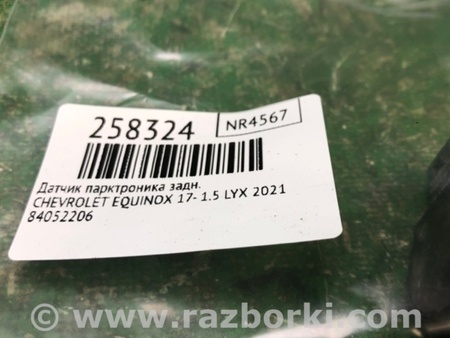 258324
NR4567
Датчик парктроника задн.
CHEVROLET EQUINOX 17- 1.5 LYX 2021
84052206
www.razborki.com